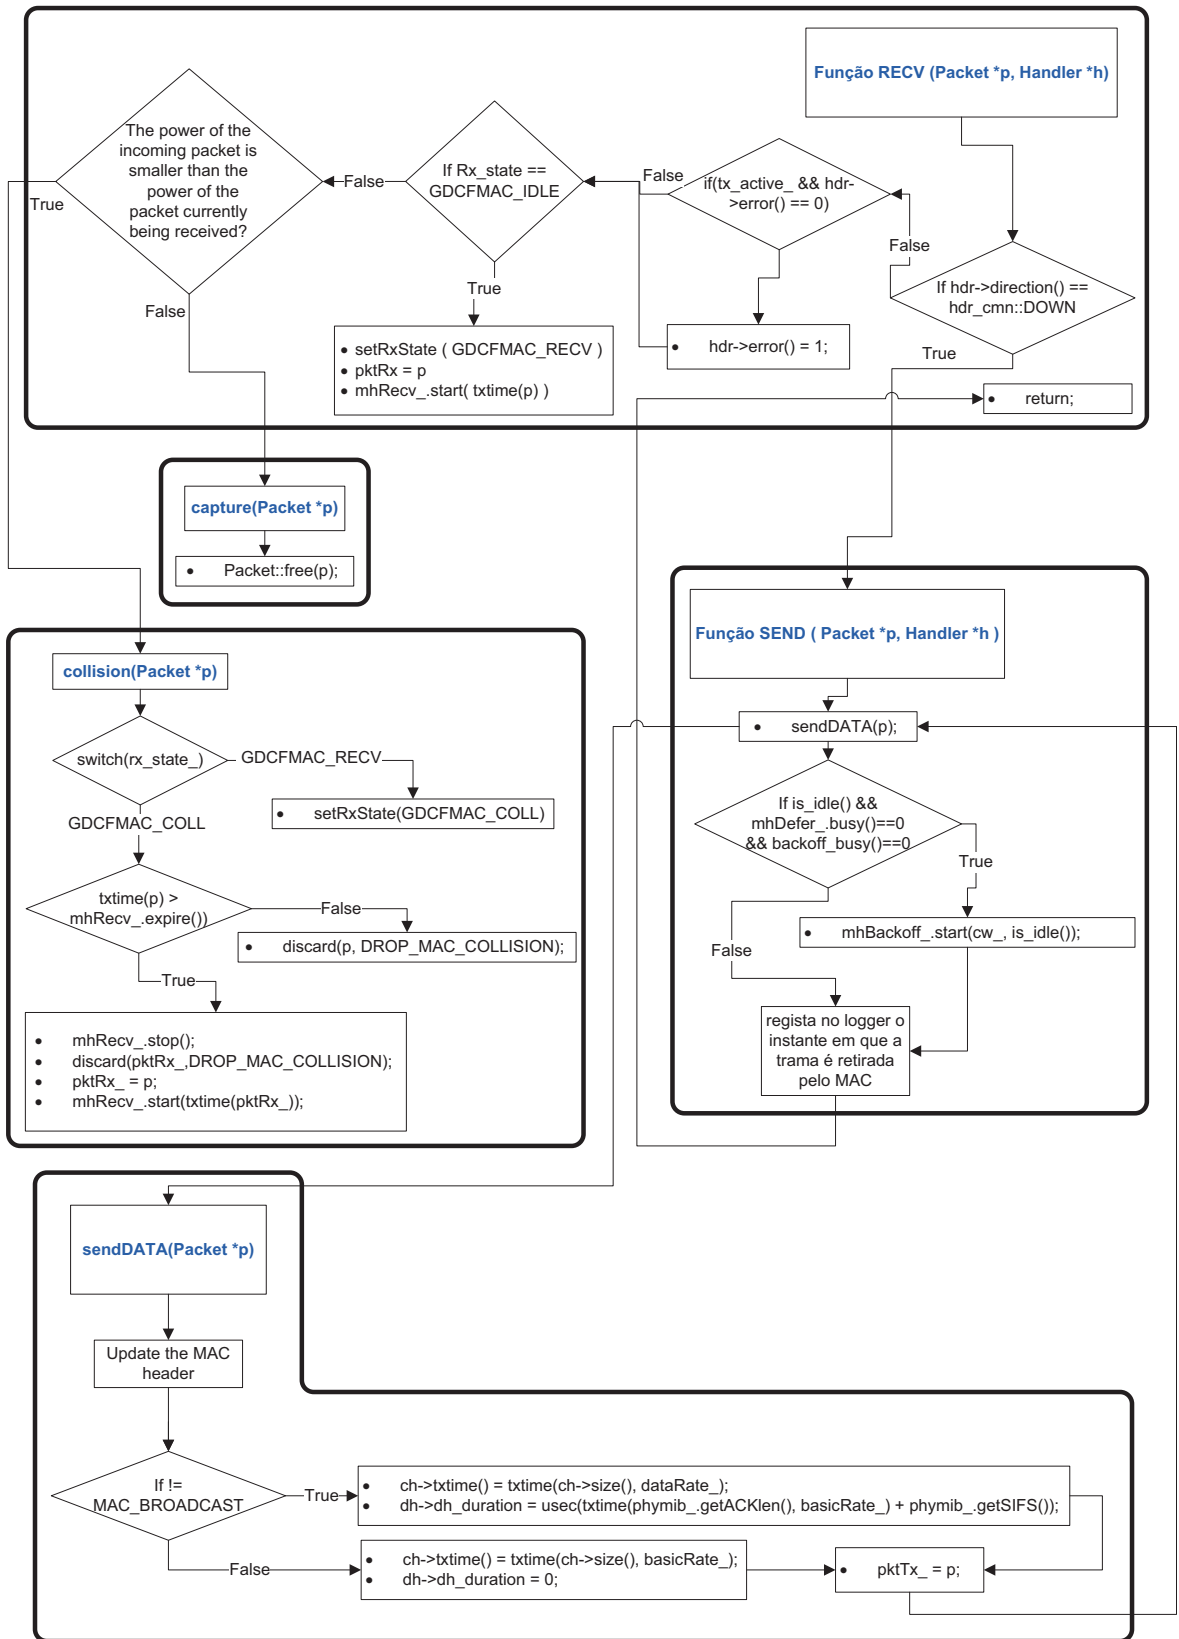 Função RECV (Packet *p, Handler *h)
The power of the
incoming packet is
smaller than the
power of the
packet currently
being received?
True
False
False
If Rx_state ==
GDCFMAC_IDLE
True
False
if(tx_active_ && hdr-
>error() == 0)
False
If hdr->direction() ==
hdr_cmn::DOWN
True
• setRxState ( GDCFMAC_RECV )
• pktRx = p
• mhRecv_.start( txtime(p) )
• hdr->error() = 1;
• return;
capture(Packet *p)
• Packet::free(p);
Função SEND ( Packet *p, Handler *h )
• sendDATA(p);
If is_idle() &&
mhDefer_.busy()==0
&& backoff_busy()==0
True
False
• mhBackoff_.start(cw_, is_idle());
regista no logger o
instante em que a
trama é retirada
pelo MAC
collision(Packet *p)
switch(rx_state_)
GDCFMAC_RECV
• setRxState(GDCFMAC_COLL)
GDCFMAC_COLL
txtime(p) >
mhRecv_.expire())
False
• discard(p, DROP_MAC_COLLISION);
True
• mhRecv_.stop();
• discard(pktRx_,DROP_MAC_COLLISION);
• pktRx_ = p;
• mhRecv_.start(txtime(pktRx_));
sendDATA(Packet *p)
Update the MAC
header
If !=
MAC_BROADCAST
True
• ch->txtime() = txtime(ch->size(), dataRate_);
• dh->dh_duration = usec(txtime(phymib_.getACKlen(), basicRate_) + phymib_.getSIFS());
False
• ch->txtime() = txtime(ch->size(), basicRate_);
• dh->dh_duration = 0;
• pktTx_ = p;